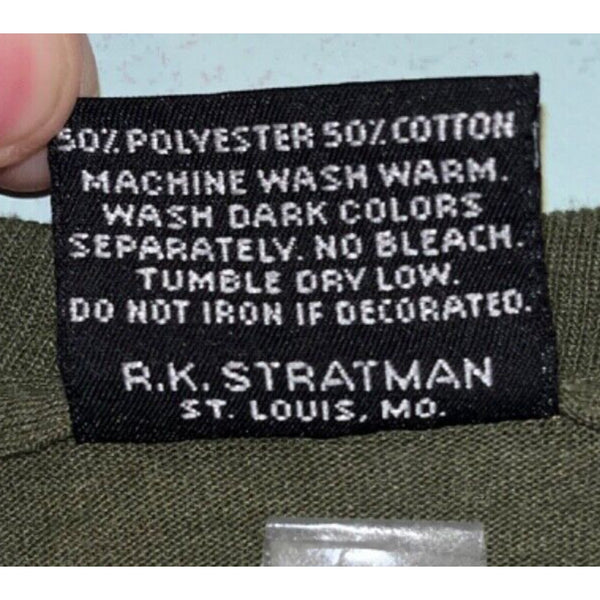 50% POLYESTER 50% COTTON
MACHINE WASH WARM.
WASH DARK COLORS
SEPARATELY. NO BLEACH.
TUMBLE DRY LOW.
DO NOT IRON IF DECORATED.
R.K. STRATMAN
ST. LOUIS, MO.